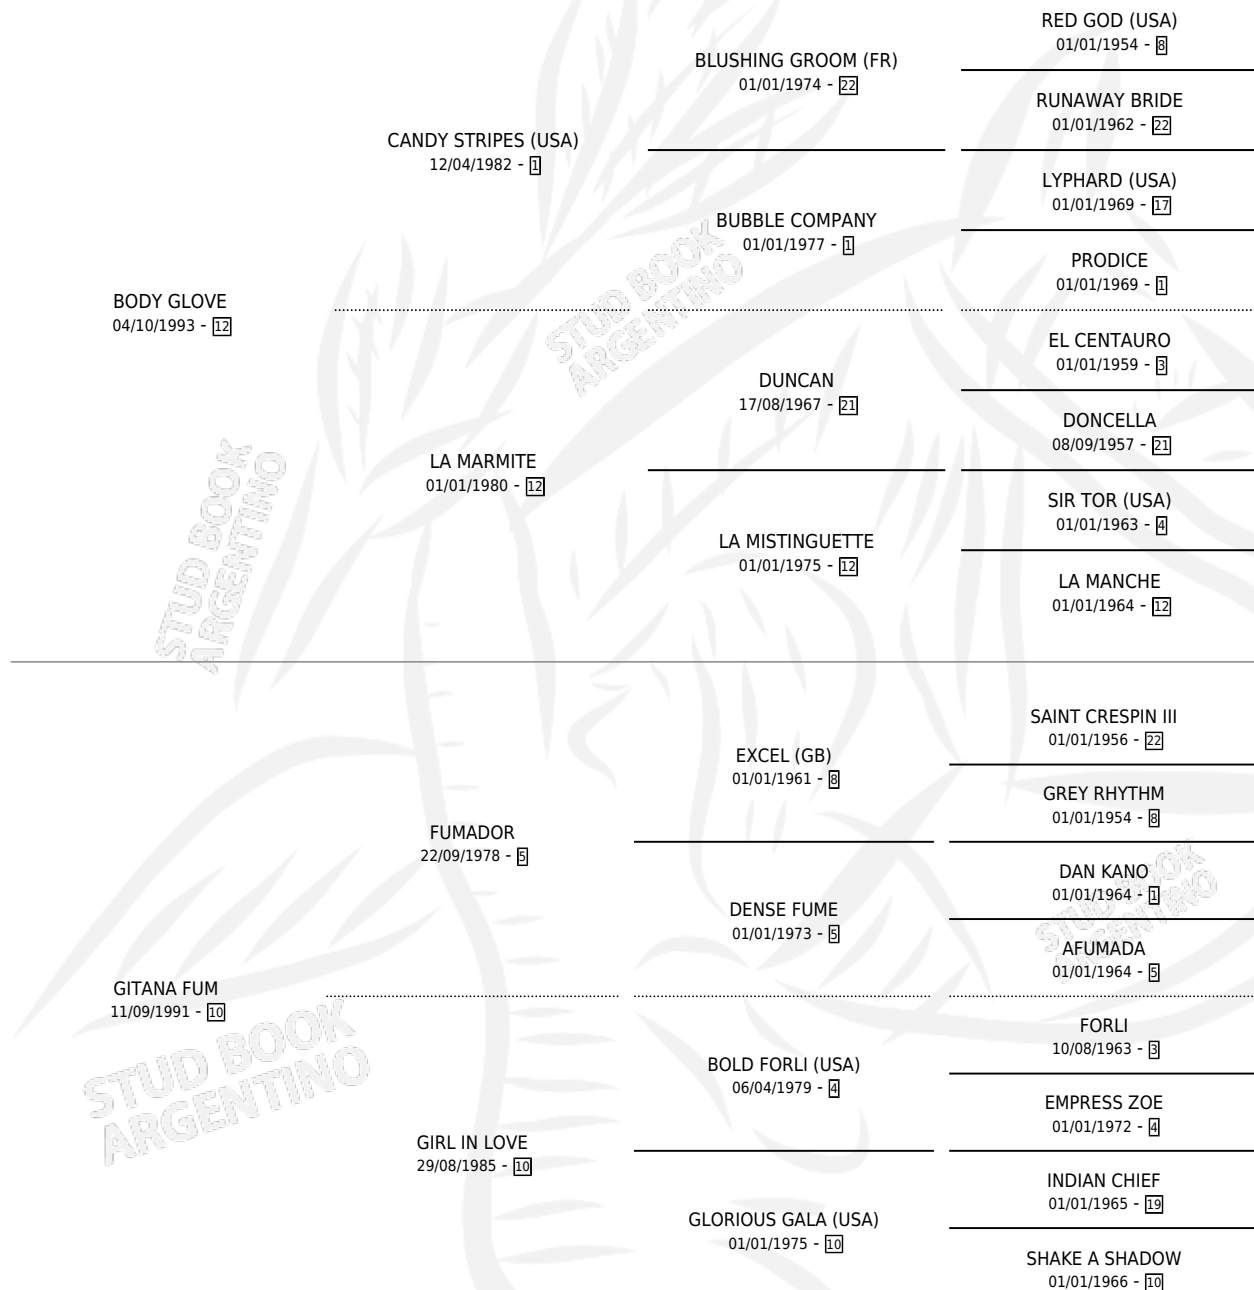 RED GOD (USA)
01/01/1954 - 8
BLUSHING GROOM (FR)
01/01/1974 - 22
RUNAWAY BRIDE
01/01/1962 - 22
CANDY STRIPES (USA)
12/04/1982 - 1
LYPHARD (USA)
01/01/1969 - 17
BUBBLE COMPANY
01/01/1977 - 1
PRODICE
01/01/1969 - 1
BODY GLOVE
04/10/1993 - 12
STUD BOOK
ARGENTINO
EL CENTAURO
01/01/1959 - 3
DUNCAN
17/08/1967 - 21
DONCELLA
08/09/1957 - 21
LA MARMITE
01/01/1980 - 12
SIR TOR (USA)
01/01/1963 - 4
LA MISTINGUETTE
01/01/1975 - 12
LA MANCHE
01/01/1964 - 12
STUD BOOK
ARGENTINO
SAINT CRESPIN III
01/01/1956 - 22
EXCEL (GB)
01/01/1961 - 8
GREY RHYTHM
01/01/1954 - 8
FUMADOR
22/09/1978 - 5
DAN KANO
01/01/1964 - 1
DENSE FUME
01/01/1973 - 5
AFUMADA
01/01/1964 - 5
STUD BOOK
ARGENTINO
GITANA FUM
11/09/1991 - 10
FORLI
10/08/1963 - 3
BOLD FORLI (USA)
06/04/1979 - 4
EMPRESS ZOE
01/01/1972 - 4
STUD BOOK
ARGENTINO
GIRL IN LOVE
29/08/1985 - 10
INDIAN CHIEF
01/01/1965 - 19
GLORIOUS GALA (USA)
01/01/1975 - 10
SHAKE A SHADOW
01/01/1966 - 10